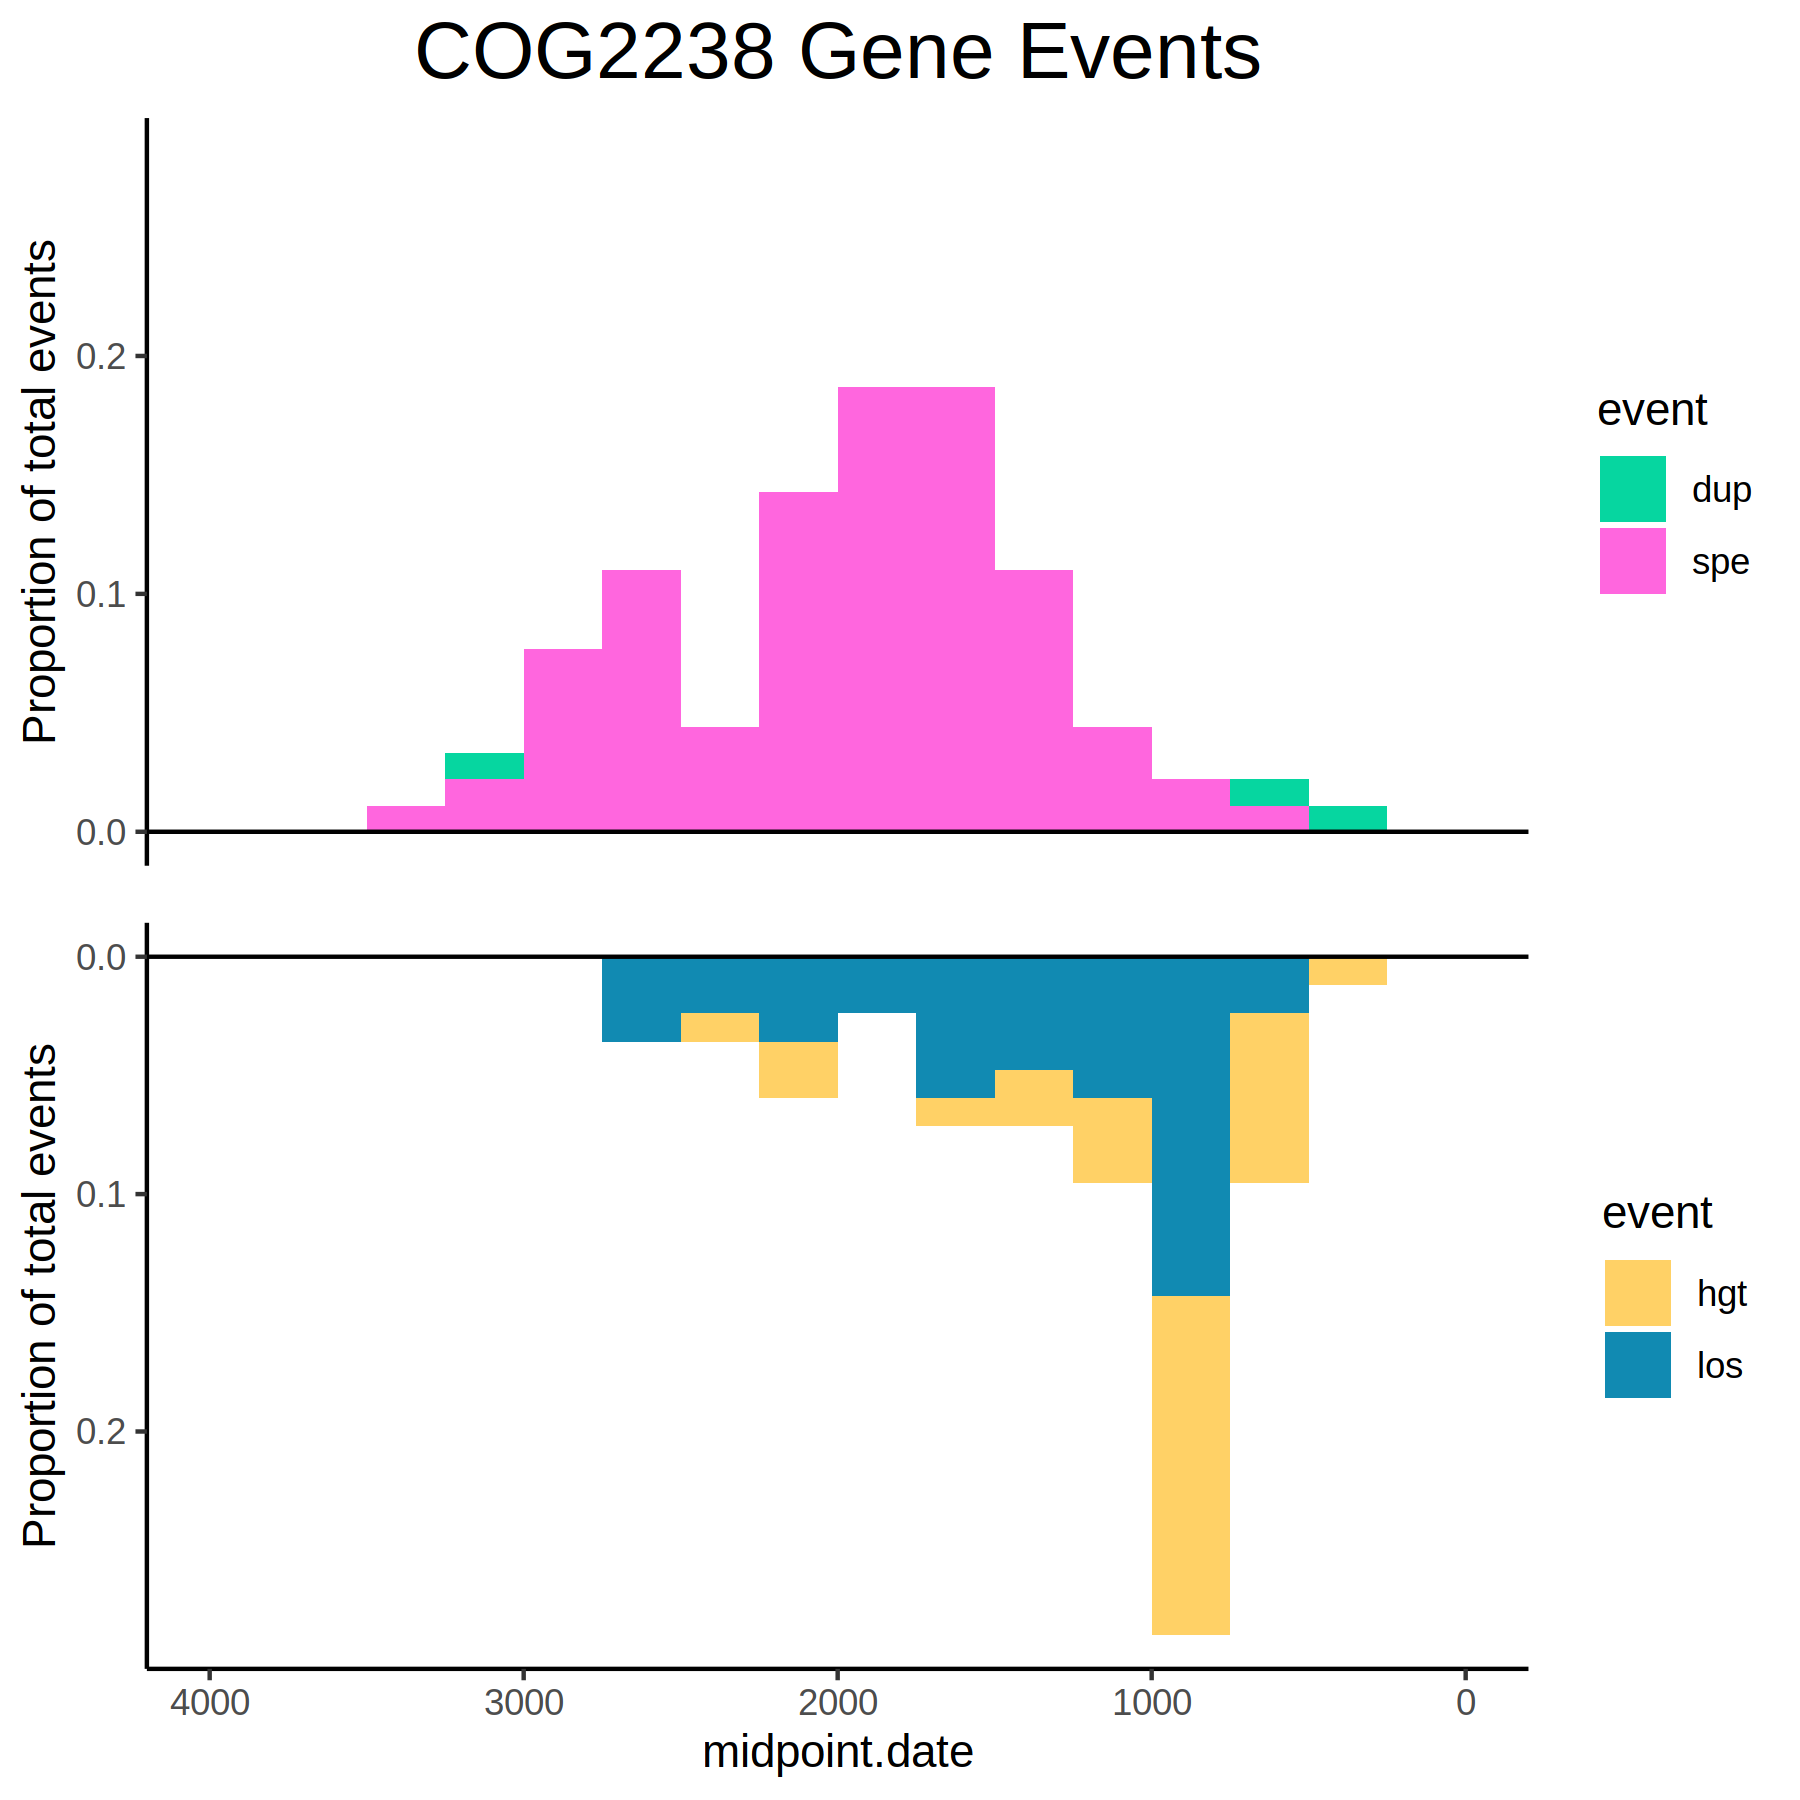 COG2238 Gene Events
Proportion of total events
0.2
0.1
0.0
event
dup
spe
Proportion of total events
0.0
0.1
0.2
event
hgt
los
4000 3000 2000 1000 0
midpoint.date